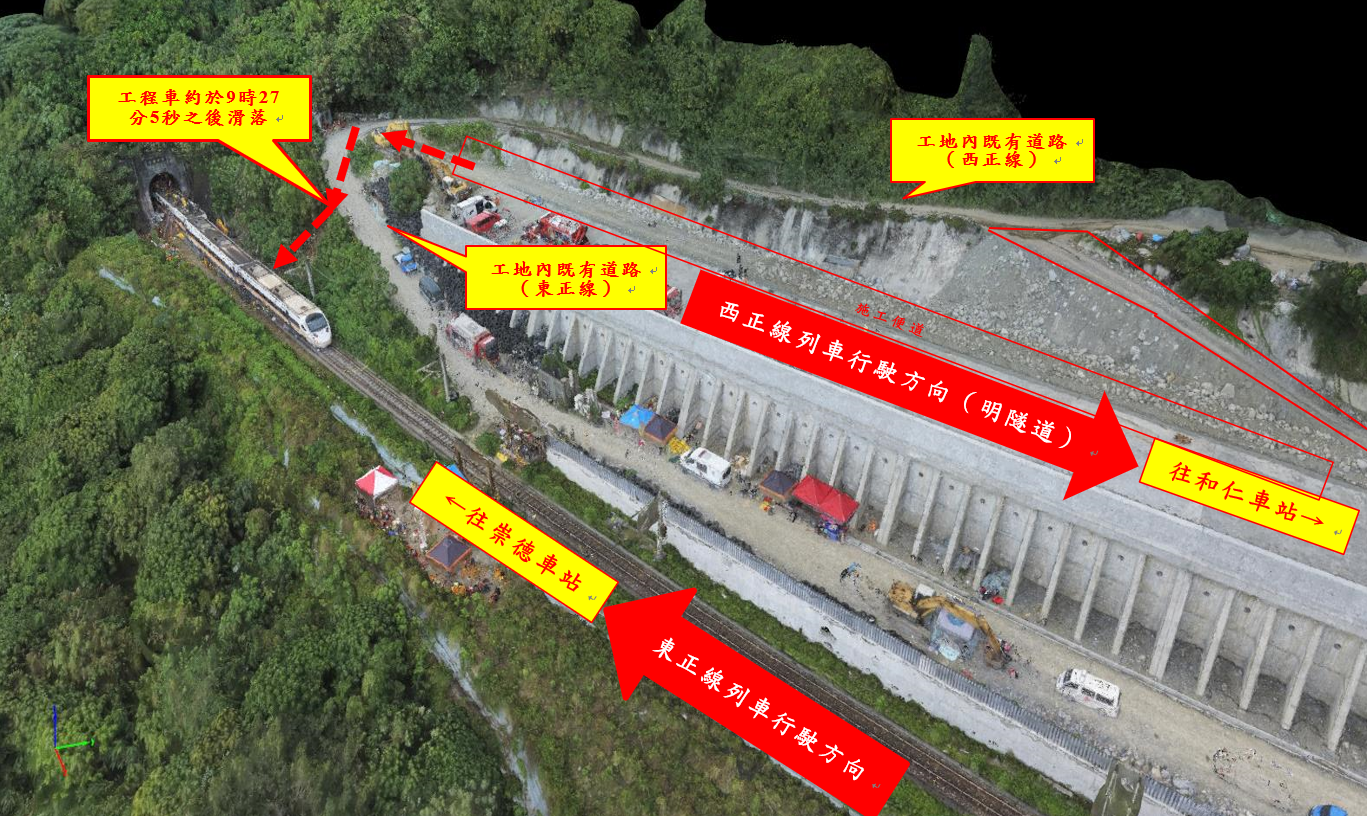 工程車約於9時27
分5秒之後滑落
工地內既有道路
（西正線）
工地內既有道路
（東正線）
施工便道
西正線列車行駛方向（明隧道）
往和仁車站→
←往崇德車站
東正線列車行駛方向